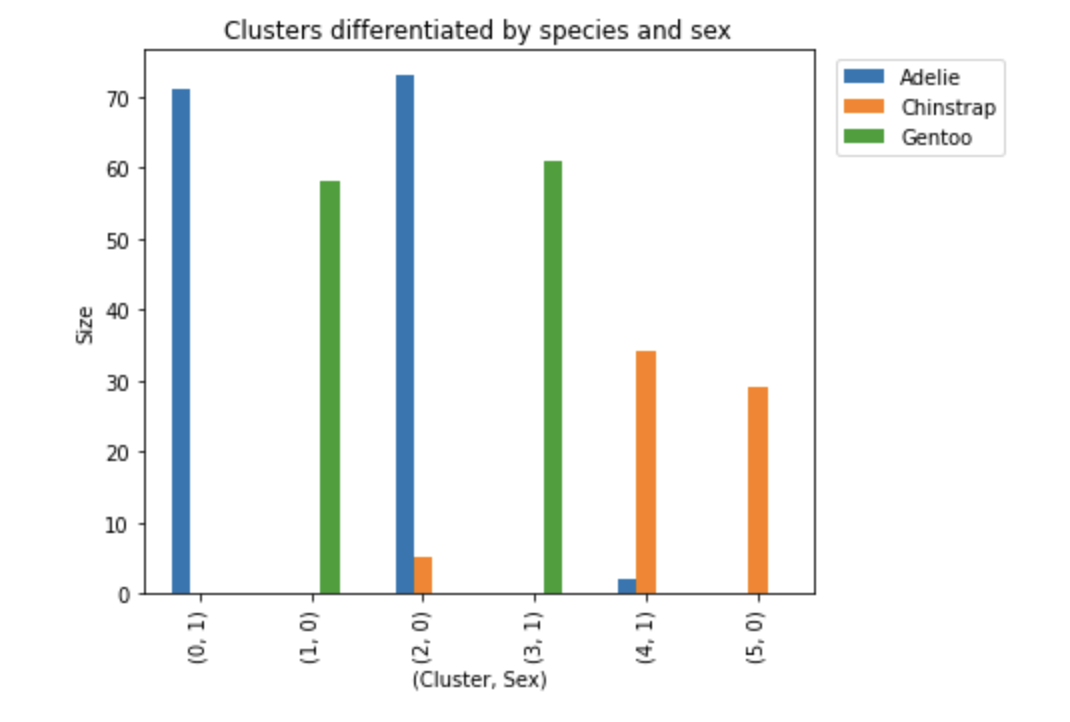 Clusters differentiated by species and sex
Adelie
Chinstrap
Gentoo
70
60
50
40
30
20
10
0
Size
(0, 1)
(1, 0)
(2, 0)
(3, 1)
(4, 1)
(5, 0)
(Cluster, Sex)